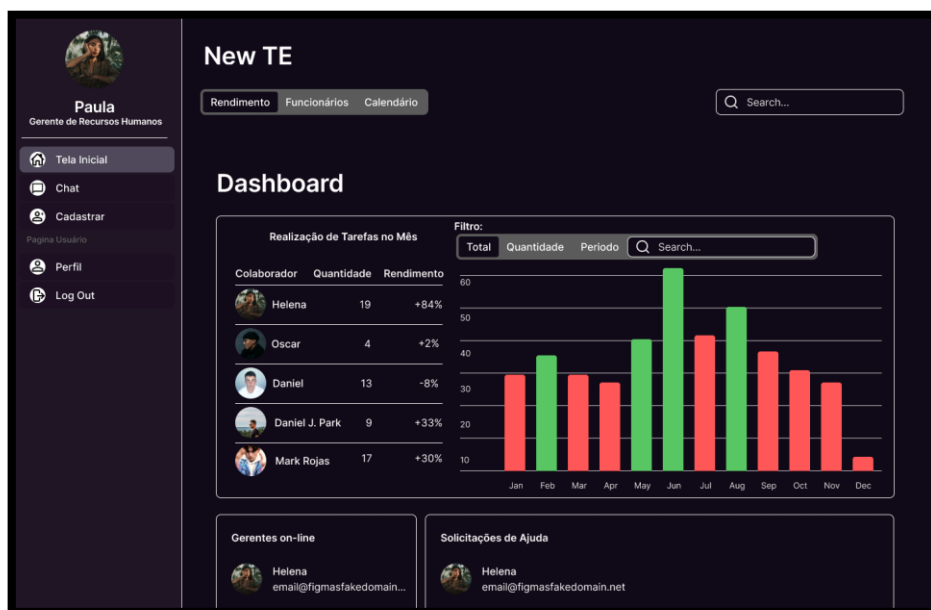 Paula
Gerente de Recursos Humanos
Tela Inicial
Chat
Cadastrar
Pagina Usuário
Perfil
Log Out
New TE
Rendimento Funcionários Calendário
Search...
Dashboard
Realização de Tarefas no Mês
Colaborador Quantidade Rendimento
Helena 19 +84%
Oscar 4 +2%
Daniel 13 -8%
Daniel J. Park 9 +33%
Mark Rojas 17 +30%
Filtro:
Total Quantidade Periodo Search...
60
50
40
30
20
10
Jan Feb Mar Apr May Jun Jul Aug Sep Oct Nov Dec
Gerentes on-line
Helena
email@figmasfakedomain...
Solicitações de Ajuda
Helena
email@figmasfakedomain.net